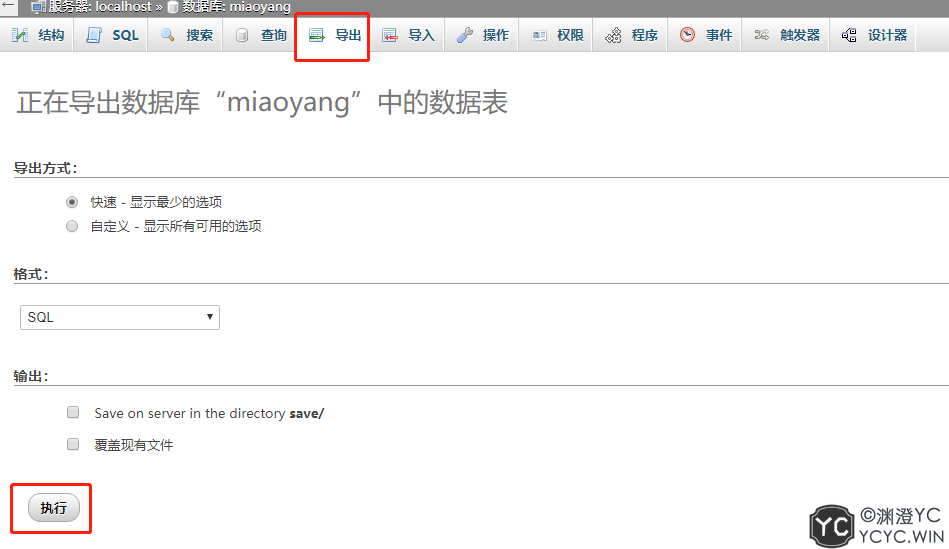 服务器: localhost » 数据库: miaoyang
结构 SQL 搜索 查询 导出 导入 操作 权限 程序 事件 触发器 设计器
正在导出数据库“miaoyang”中的数据表
导出方式：
快速 - 显示最少的选项
自定义 - 显示所有可用的选项
格式：
SQL
输出：
Save on server in the directory save/
覆盖现有文件
执行
YC ©渊澄YC
YCYC.WIN